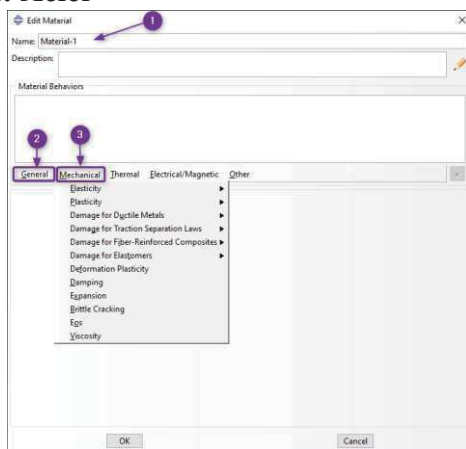 Edit Material
1
Name: Material-1
Description:
Material Behaviors
2
3
General Mechanical Thermal Electrical/Magnetic Other
Elasticity
Plasticity
Damage for Ductile Metals
Damage for Traction Separation Laws
Damage for Fiber-Reinforced Composites
Damage for Elastomers
Deformation Plasticity
Damping
Expansion
Brittle Cracking
Eos
Viscosity
OK Cancel